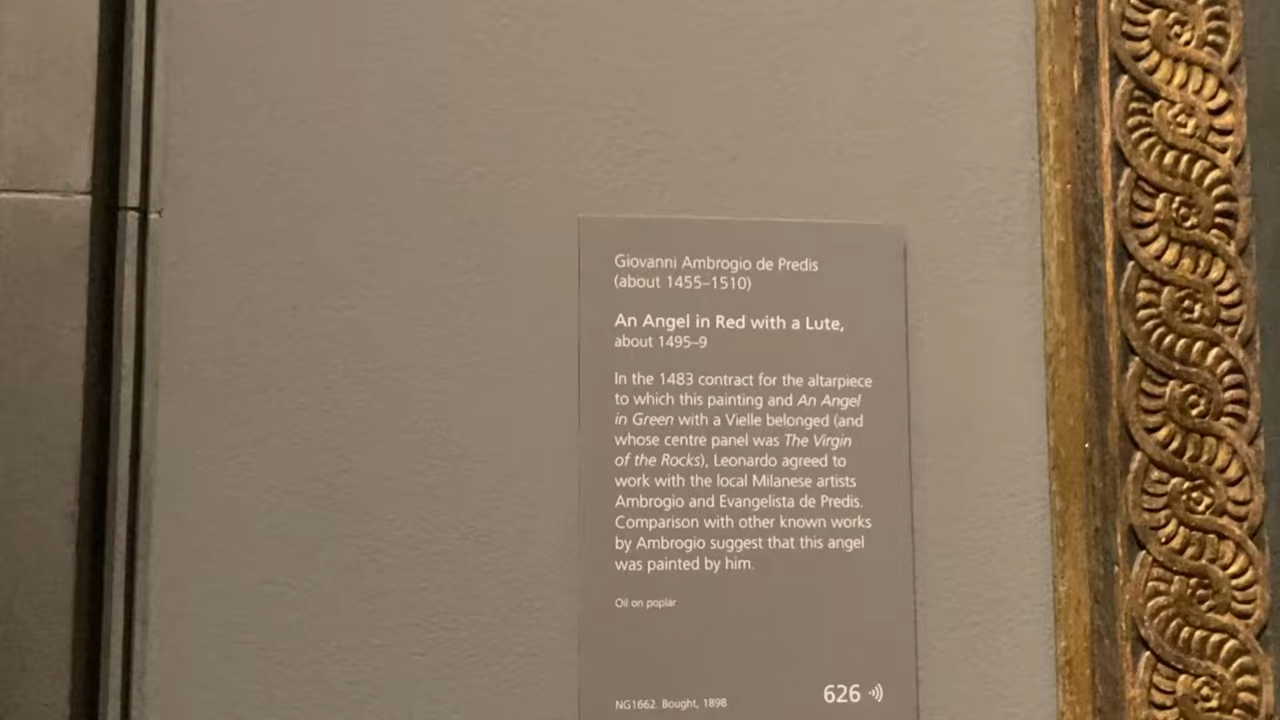 Giovanni Ambrogio de Predis
(about 1455–1510)
An Angel in Red with a Lute,
about 1495–9
In the 1483 contract for the altarpiece
to which this painting and An Angel
in Green with a Vielle belonged (and
whose centre panel was The Virgin
of the Rocks), Leonardo agreed to
work with the local Milanese artists
Ambrogio and Evangelista de Predis.
Comparison with other known works
by Ambrogio suggest that this angel
was painted by him.
Oil on poplar
626
NG1662. Bought, 1898